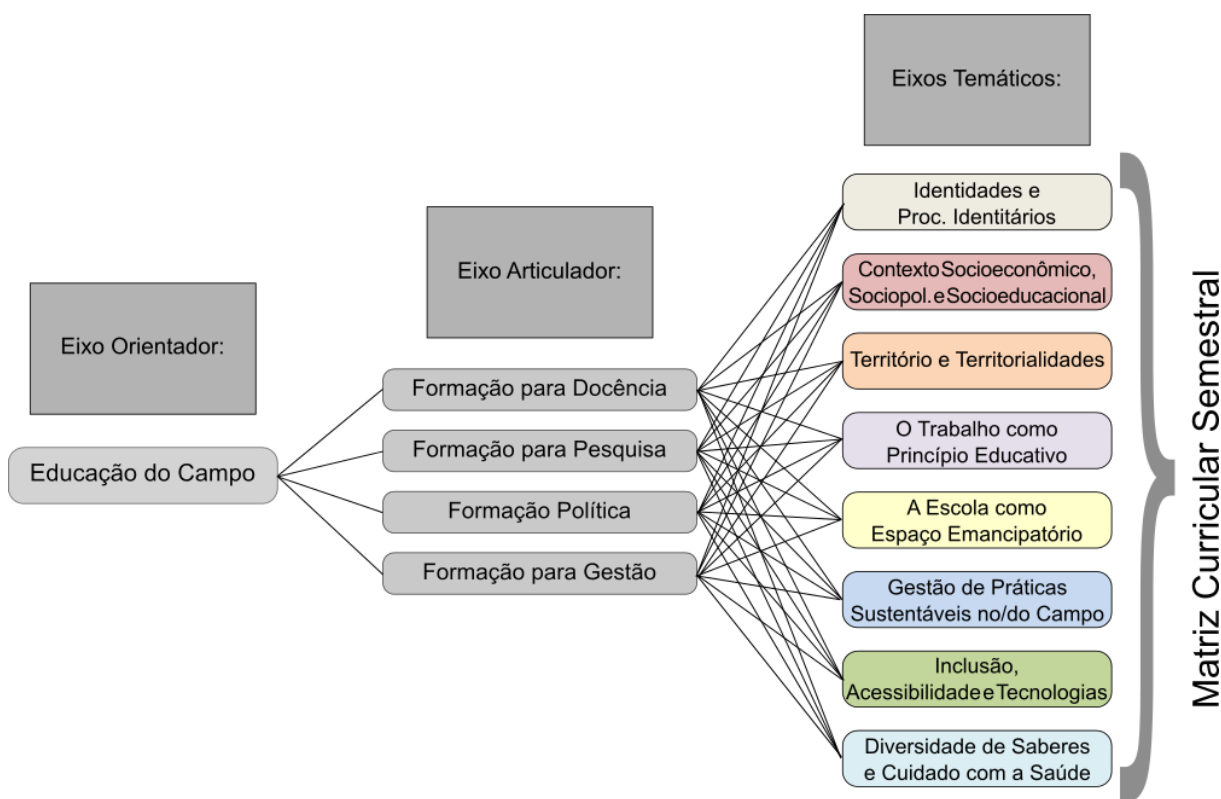 Eixo Orientador:
Educação do Campo
Eixo Articulador:
Formação para Docência
Formação para Pesquisa
Formação Política
Formação para Gestão
Eixos Temáticos:
Identidades e
Proc. Identitários
Contexto Socioeconômico,
Sociopol. e Socioeducacional
Território e Territorialidades
O Trabalho como
Princípio Educativo
A Escola como
Espaço Emancipatório
Gestão de Práticas
Sustentáveis no/do Campo
Inclusão,
Acessibilidade e Tecnologias
Diversidade de Saberes
e Cuidado com a Saúde
Matriz Curricular Semestral